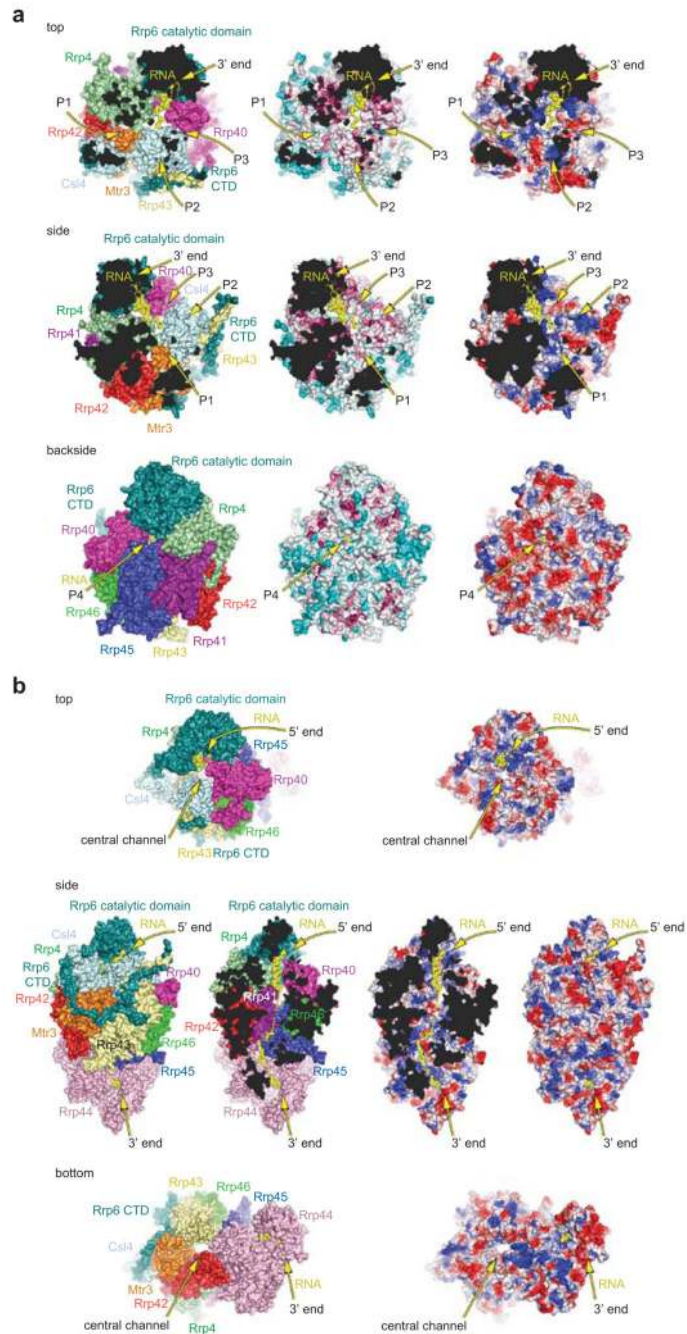 a
top
Rrp6 catalytic domain
Rrp4
RNA
3' end
P1
Rrp42
Rrp40
P3
Csl4
Mtr3
Rrp43
Rrp6
CTD
P2
RNA
3' end
P1
P3
P2
RNA
3' end
P1
P3
P2
side
Rrp6 catalytic domain
3' end
RNA
Rrp40
P3
Csl4
P2
Rrp4
Rrp41
Rrp6
CTD
Rrp43
P1
Rrp42
Mtr3
RNA
3' end
P3
P2
P1
RNA
3' end
P3
P2
P1
backside
Rrp6 catalytic domain
Rrp6
CTD
Rrp40
Rrp4
RNA
P4
Rrp46
Rrp42
Rrp45
Rrp43
Rrp41
P4
P4
b
top
Rrp6 catalytic domain
RNA
Rrp4
5' end
Rrp45
Csl4
Rrp40
central channel
Rrp46
Rrp43
Rrp6 CTD
RNA
5' end
central channel
side
Rrp6 catalytic domain
Csl4
RNA
5' end
Rrp4
Rrp6
CTD
Rrp40
Rrp42
Mtr3
Rrp43
Rrp46
Rrp45
Rrp44
3' end
Rrp6 catalytic domain
RNA
5' end
Rrp4
Rrp40
Rrp41
Rrp46
Rrp42
Rrp45
Rrp44
3' end
RNA
5' end
3' end
RNA
5' end
3' end
bottom
Rrp43
Rrp46
Rrp45
Rrp6 CTD
Rrp44
Csl4
Mtr3
Rrp42
RNA
central channel
3' end
Rrp4
RNA
central channel
3' end